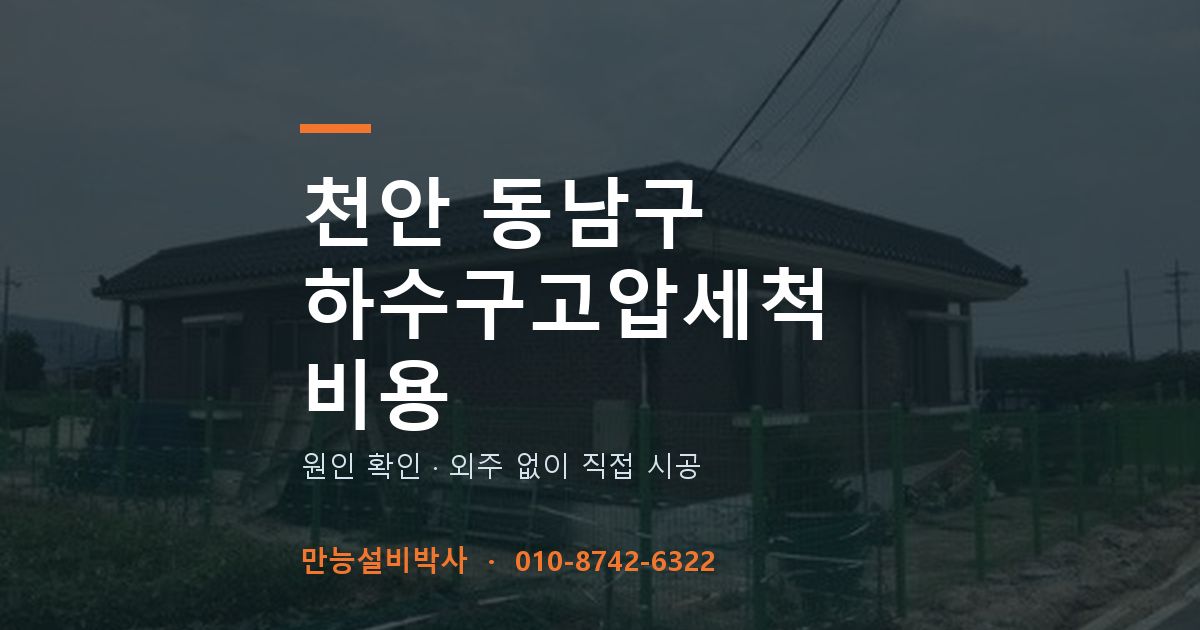 천안 동남구
하수구고압세척
비용
원인 확인 · 외주 없이 직접 시공
만능설비박사 · 010-8742-6322